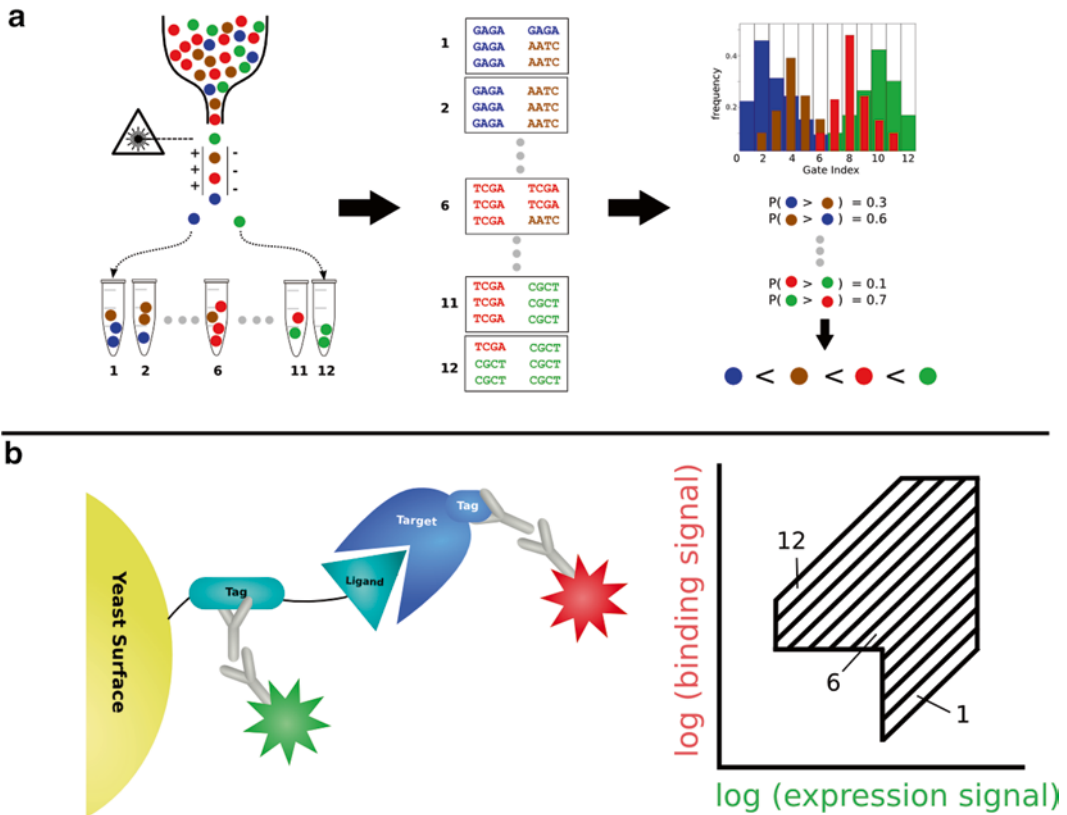 a
+ -
+ -
+ -
1 2 6 11 12
1
GAGA GAGA
GAGA AATC
GAGA AATC
2
GAGA AATC
GAGA AATC
GAGA AATC
6
TCGA TCGA
TCGA TCGA
TCGA AATC
11
TCGA CGCT
TCGA CGCT
TCGA CGCT
12
TCGA CGCT
CGCT CGCT
CGCT CGCT
frequency
0.4
0.2
0 2 4 6 8 10 12
Gate Index
P( > ) = 0.3
P( > ) = 0.6
P( > ) = 0.1
P( > ) = 0.7
< < <
b
Yeast Surface
Tag
Ligand
Target
Tag
log (binding signal)
12
6
1
log (expression signal)